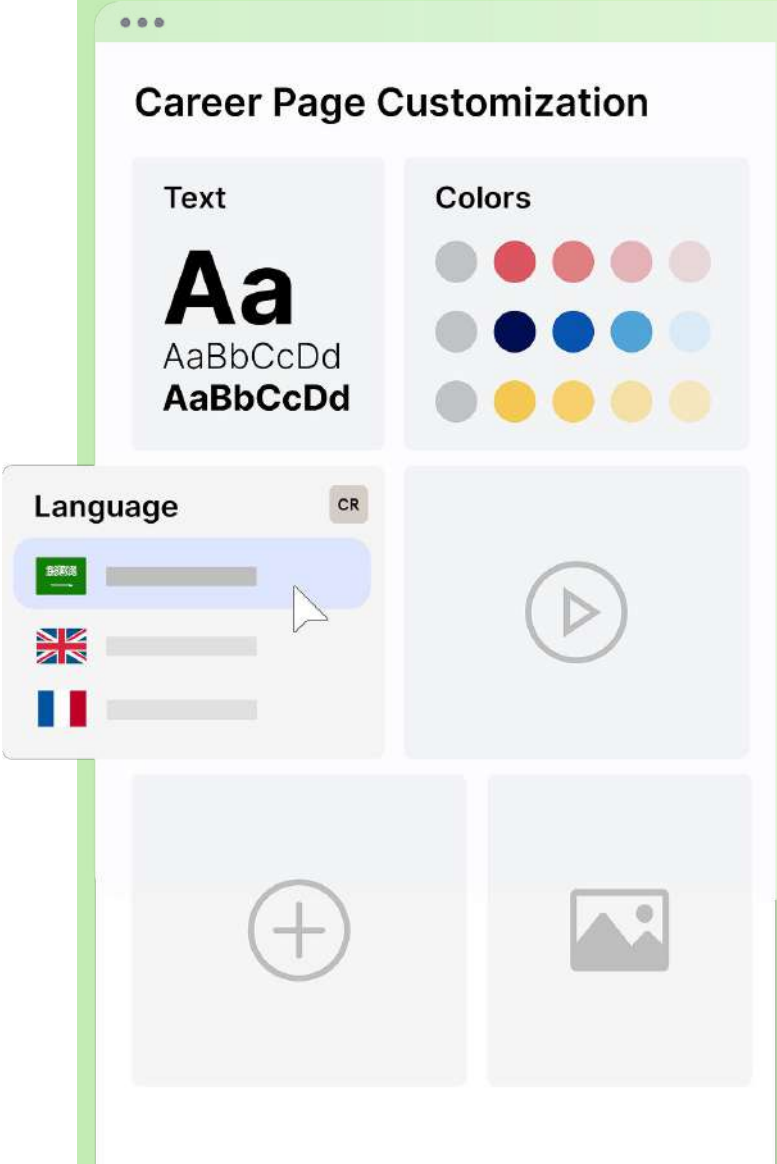 Career Page Customization
Text
Colors
Aa
AaBbCcDd
AaBbCcDd
Language
CR